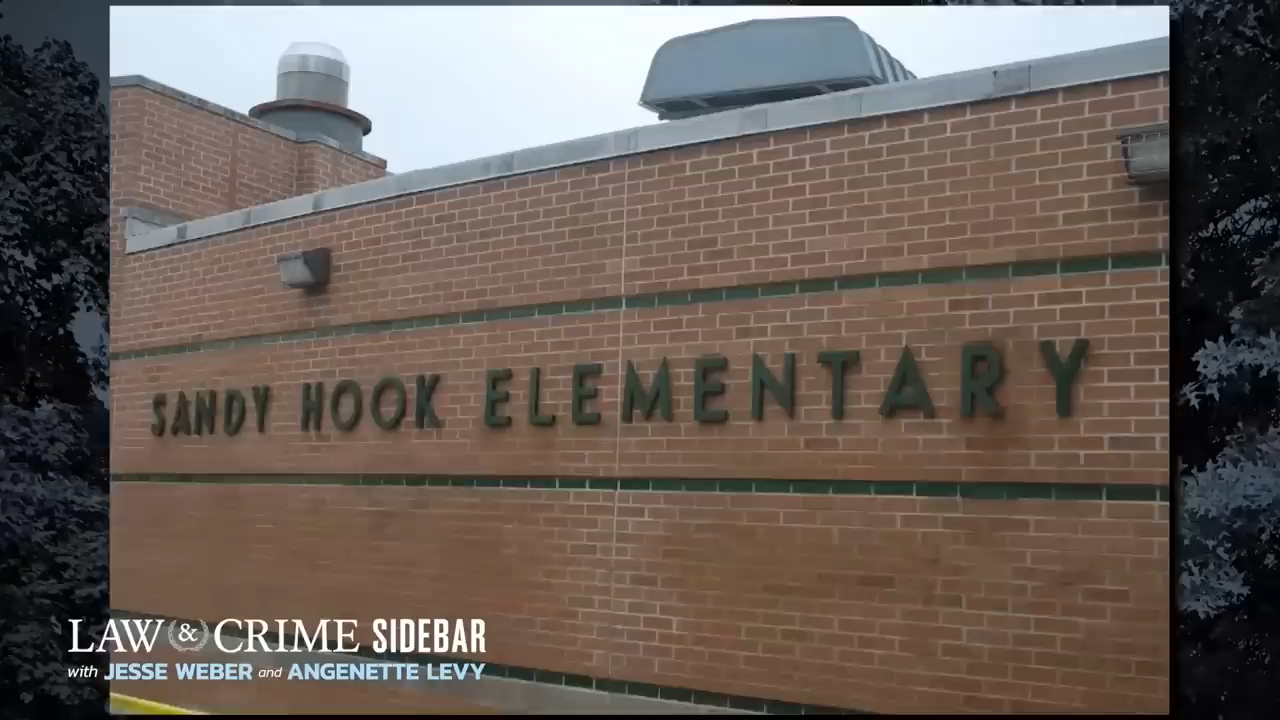 SANDY HOOK ELEMENTARY
LAW & CRIME SIDEBAR
with JESSE WEBER and ANGENETTE LEVY